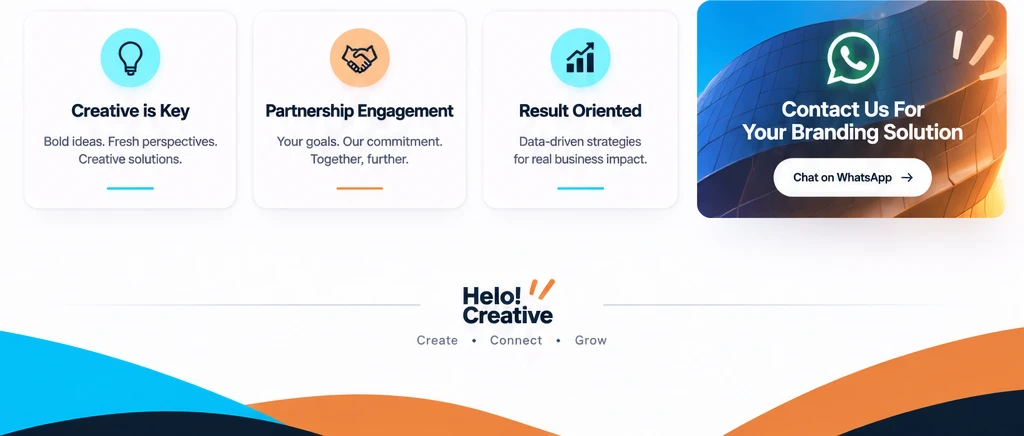 Creative is Key
Bold ideas. Fresh perspectives.
Creative solutions.
Partnership Engagement
Your goals. Our commitment.
Together, further.
Result Oriented
Data-driven strategies
for real business impact.
Contact Us For
Your Branding Solution
Chat on WhatsApp →
Helo!
Creative
Create • Connect • Grow